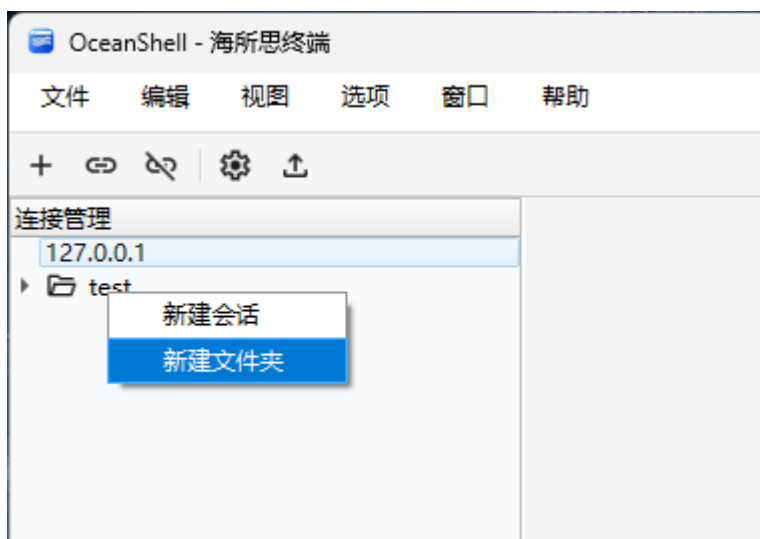 OceanShell - 海所思终端
文件 编辑 视图 选项 窗口 帮助
连接管理
127.0.0.1
test
新建会话
新建文件夹